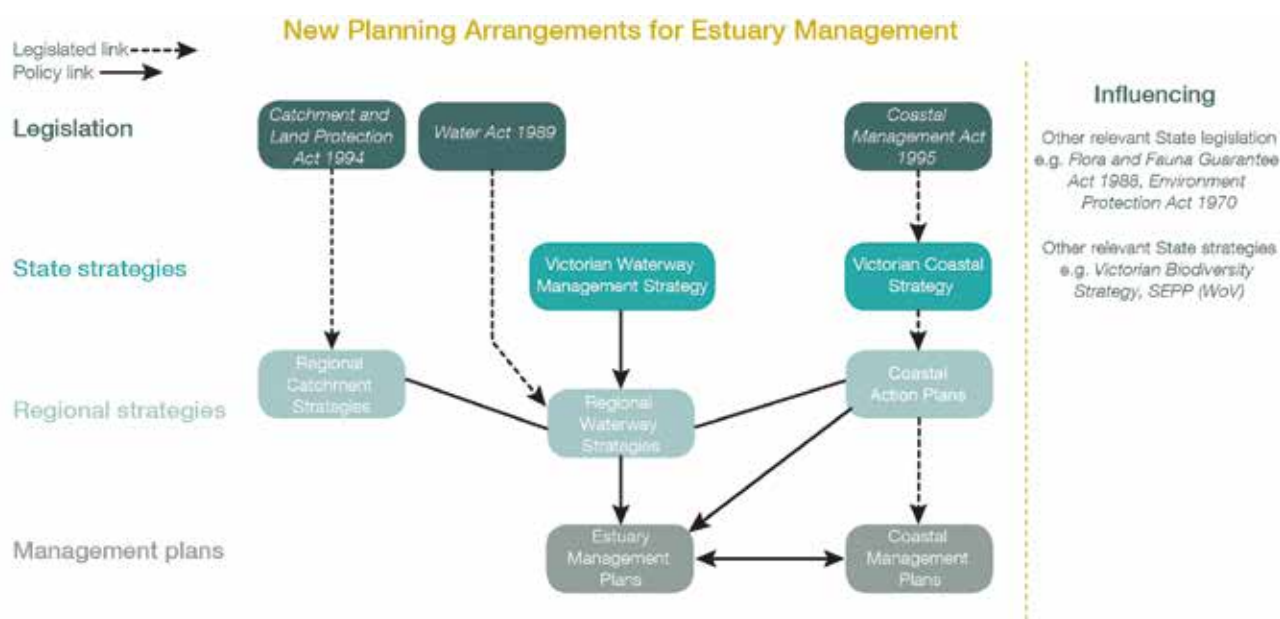 New Planning Arrangements for Estuary Management
Legislated link
Policy link
Legislation
Catchment and
Land Protection
Act 1994
Water Act 1989
Coastal
Management Act
1995
Influencing
Other relevant State legislation
e.g. Flora and Fauna Guarantee
Act 1988, Environment
Protection Act 1970
Other relevant State strategies
e.g. Victorian Biodiversity
Strategy, SEPP (WoV)
State strategies
Victorian Waterway
Management Strategy
Victorian Coastal
Strategy
Regional strategies
Regional
Catchment
Strategies
Regional
Waterway
Strategies
Coastal
Action Plans
Management plans
Estuary
Management
Plans
Coastal
Management
Plans